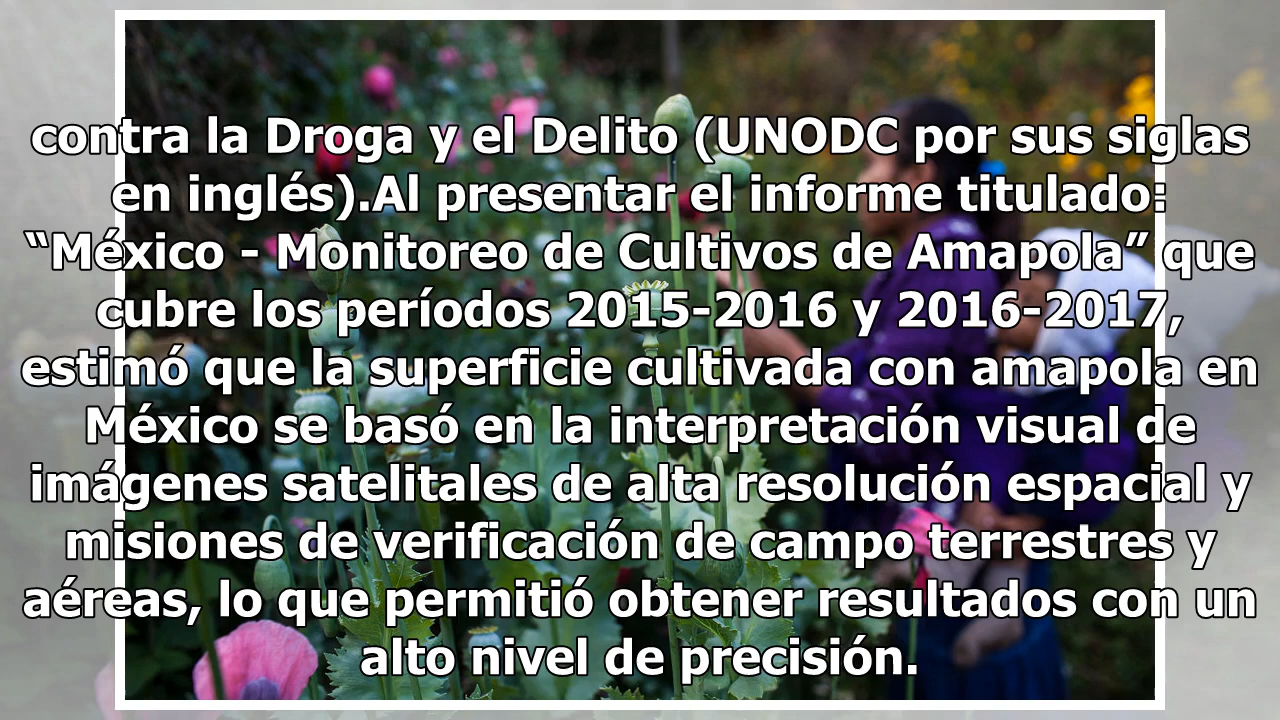 contra la Droga y el Delito (UNODC por sus siglas
en inglés).Al presentar el informe titulado:
“México - Monitoreo de Cultivos de Amapola” que
cubre los períodos 2015-2016 y 2016-2017,
estimó que la superficie cultivada con amapola en
México se basó en la interpretación visual de
imágenes satelitales de alta resolución espacial y
misiones de verificación de campo terrestres y
aéreas, lo que permitió obtener resultados con un
alto nivel de precisión.